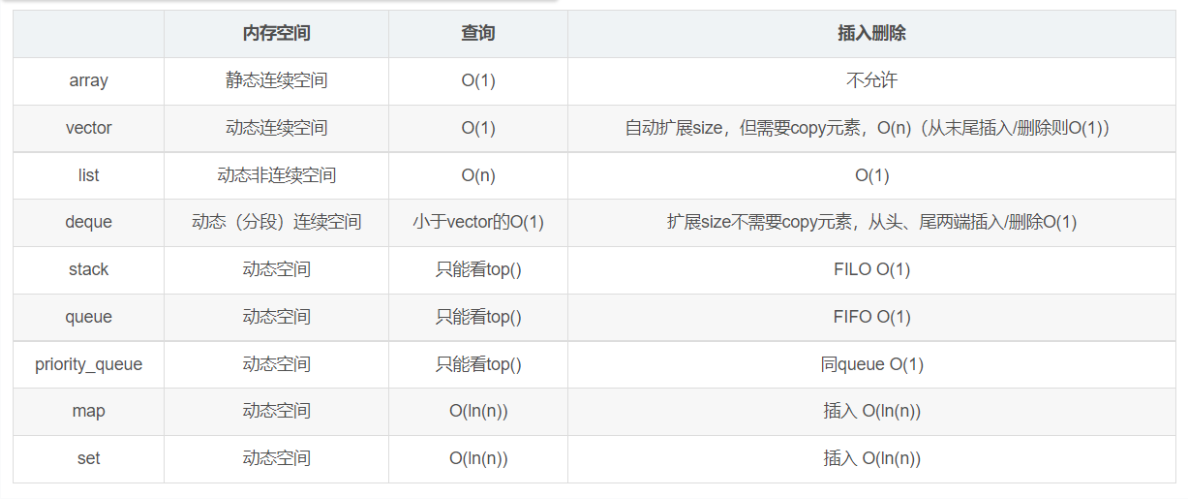 内存空间 查询 插入删除
array 静态连续空间 O(1) 不允许
vector 动态连续空间 O(1) 自动扩展size，但需要copy元素，O(n)（从末尾插入/删除则O(1)）
list 动态非连续空间 O(n) O(1)
deque 动态（分段）连续空间 小于vector的O(1) 扩展size不需要copy元素，从头、尾两端插入/删除O(1)
stack 动态空间 只能看top() FILO O(1)
queue 动态空间 只能看top() FIFO O(1)
priority_queue 动态空间 只能看top() 同queue O(1)
map 动态空间 O(ln(n)) 插入 O(ln(n))
set 动态空间 O(ln(n)) 插入 O(ln(n))